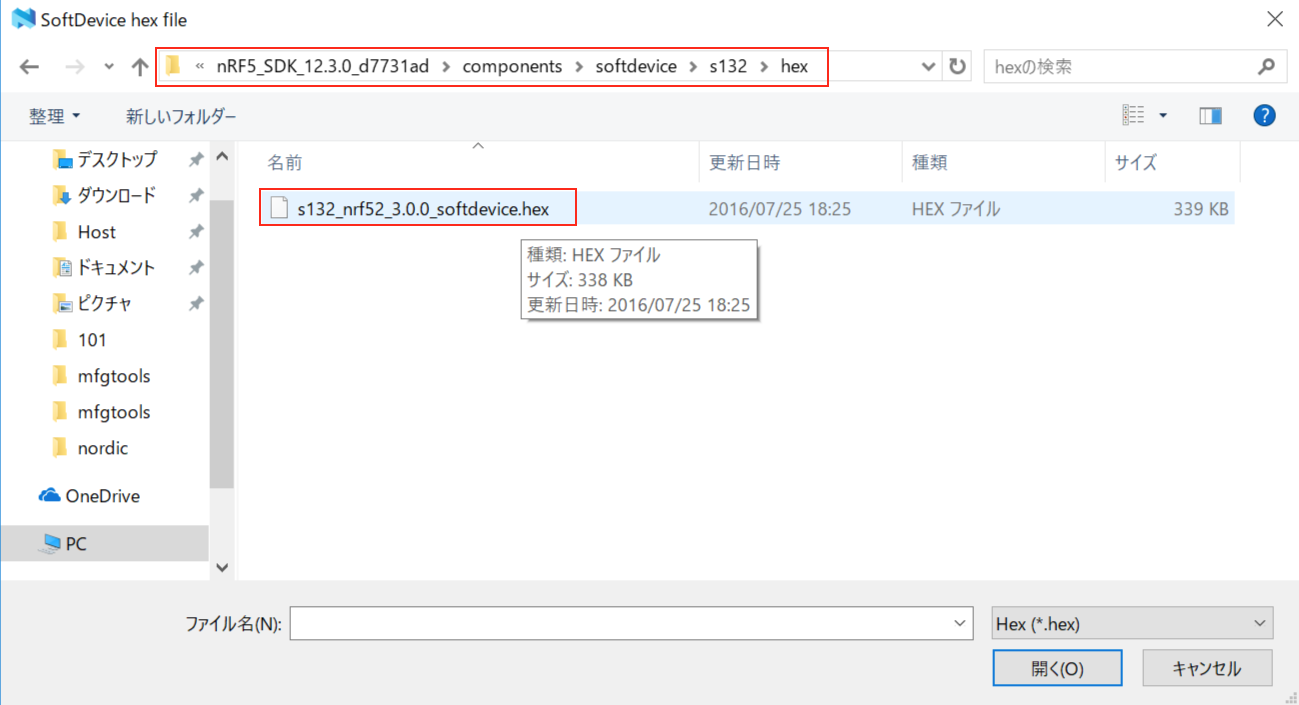 SoftDevice hex file
« nRF5_SDK_12.3.0_d7731ad > components > softdevice > s132 > hex
hexの検索
整理
新しいフォルダー
デスクトップ
ダウンロード
Host
ドキュメント
ピクチャ
101
mfgtools
mfgtools
nordic
OneDrive
PC
名前 更新日時 種類 サイズ
s132_nrf52_3.0.0_softdevice.hex 2016/07/25 18:25 HEX ファイル 339 KB
種類: HEX ファイル
サイズ: 338 KB
更新日時: 2016/07/25 18:25
ファイル名(N):
Hex (*.hex)
開く(O)
キャンセル